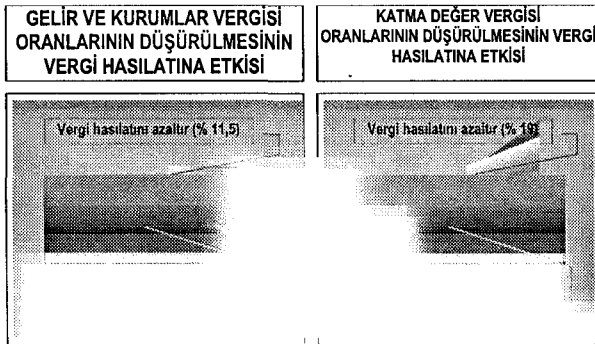 GELİR VE KURUMLAR VERGİSİ
ORANLARININ DÜŞÜRÜLMESİNİN
VERGİ HASILATINA ETKİSİ
KATMA DEĞER VERGİSİ
ORANLARININ DÜŞÜRÜLMESİNİN VERGİ
HASILATINA ETKİSİ
Vergi hasılatını azaltır (% 11,5)
Vergi hasılatını azaltır (% 19)